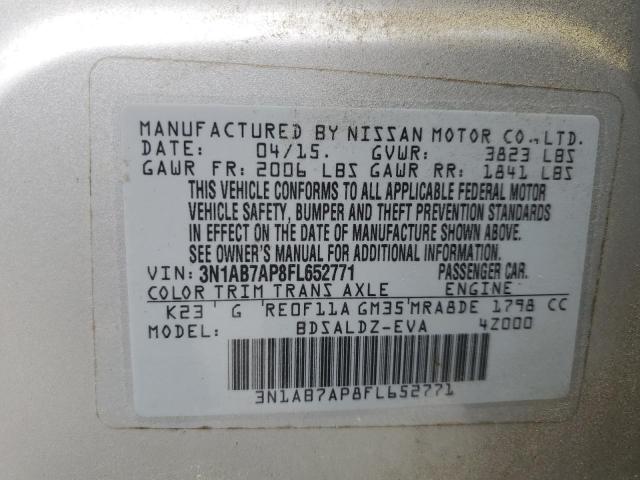 MANUFACTURED BY NISSAN MOTOR CO., LTD.
DATE: 04/15. GVWR: 3823 LBS
GAWR FR: 2006 LBS GAWR RR: 1841 LBS
THIS VEHICLE CONFORMS TO ALL APPLICABLE FEDERAL MOTOR
VEHICLE SAFETY, BUMPER AND THEFT PREVENTION STANDARDS
IN EFFECT ON THE DATE OF MANUFACTURE SHOWN ABOVE.
SEE OWNER'S MANUAL FOR ADDITIONAL INFORMATION.
VIN: 3N1AB7AP8FL652771 PASSENGER CAR.
COLOR TRIM TRANS AXLE ENGINE
K23 G RE0F11A GM35 MRA8DE 1798 CC
MODEL: BDSALDZ-EVA 4Z000
3N1AB7AP8FL652771